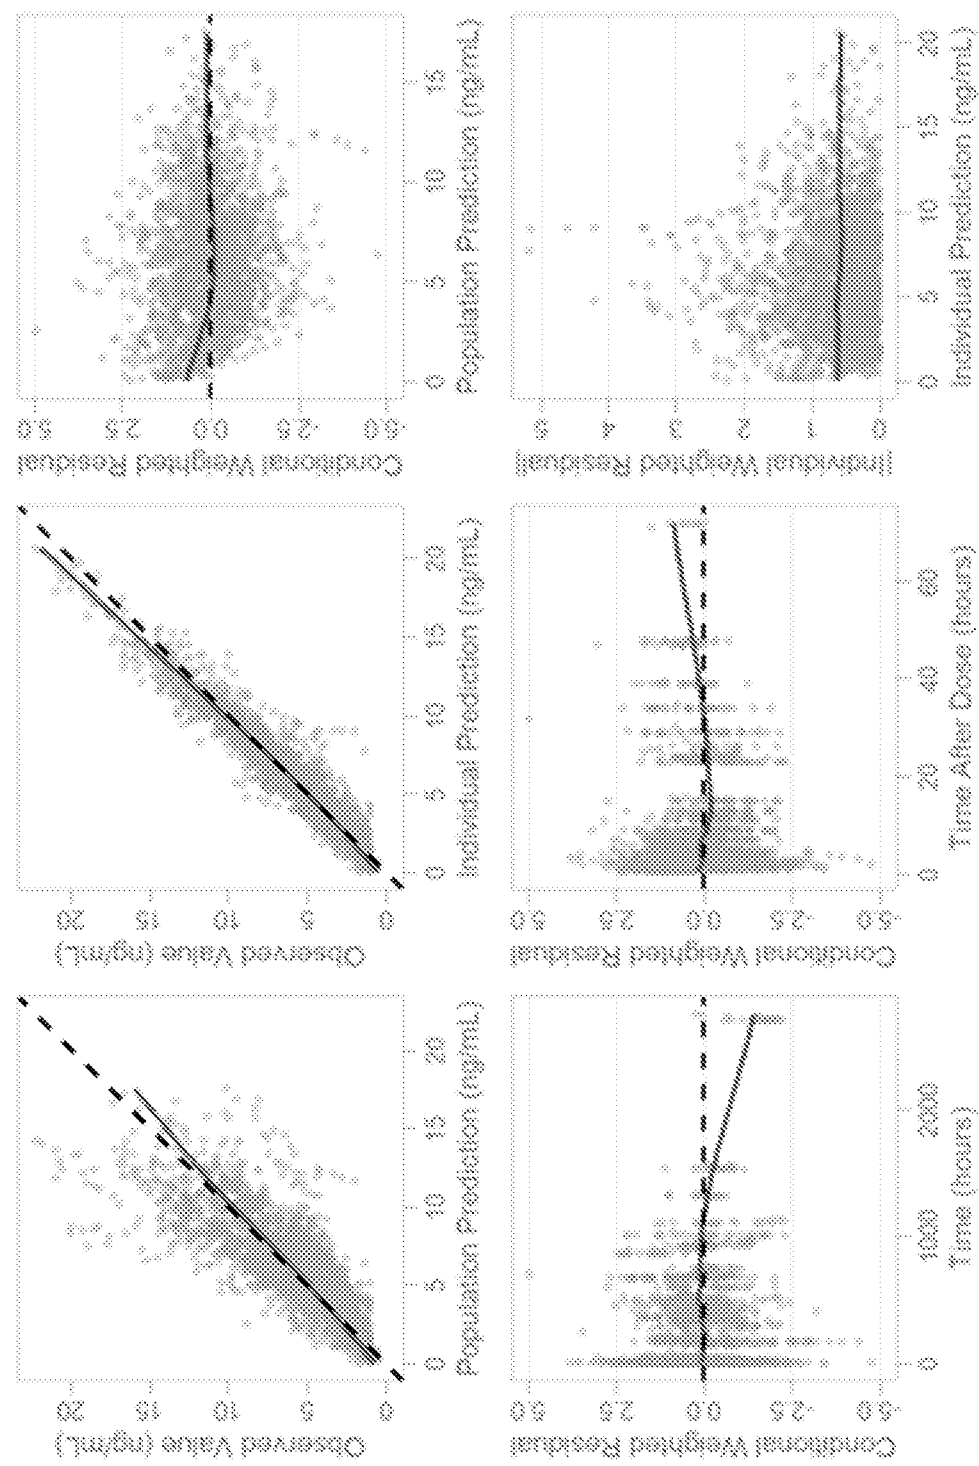 Observed Value (ng/mL)
20
15
10
5
0
0 5 10 15 20
Population Prediction (ng/mL)
Observed Value (ng/mL)
20
15
10
5
0
0 5 10 15 20
Individual Prediction (ng/mL)
Conditional Weighted Residual
5.0
2.5
0.0
-2.5
-5.0
0 5 10 15
Population Prediction (ng/mL)
Conditional Weighted Residual
5.0
2.5
0.0
-2.5
-5.0
0 1000 2000
Time (hours)
Conditional Weighted Residual
5.0
2.5
0.0
-2.5
-5.0
0 20 40 60
Time After Dose (hours)
|Individual Weighted Residual|
5
4
3
2
1
0
0 5 10 15 20
Individual Prediction (ng/mL)